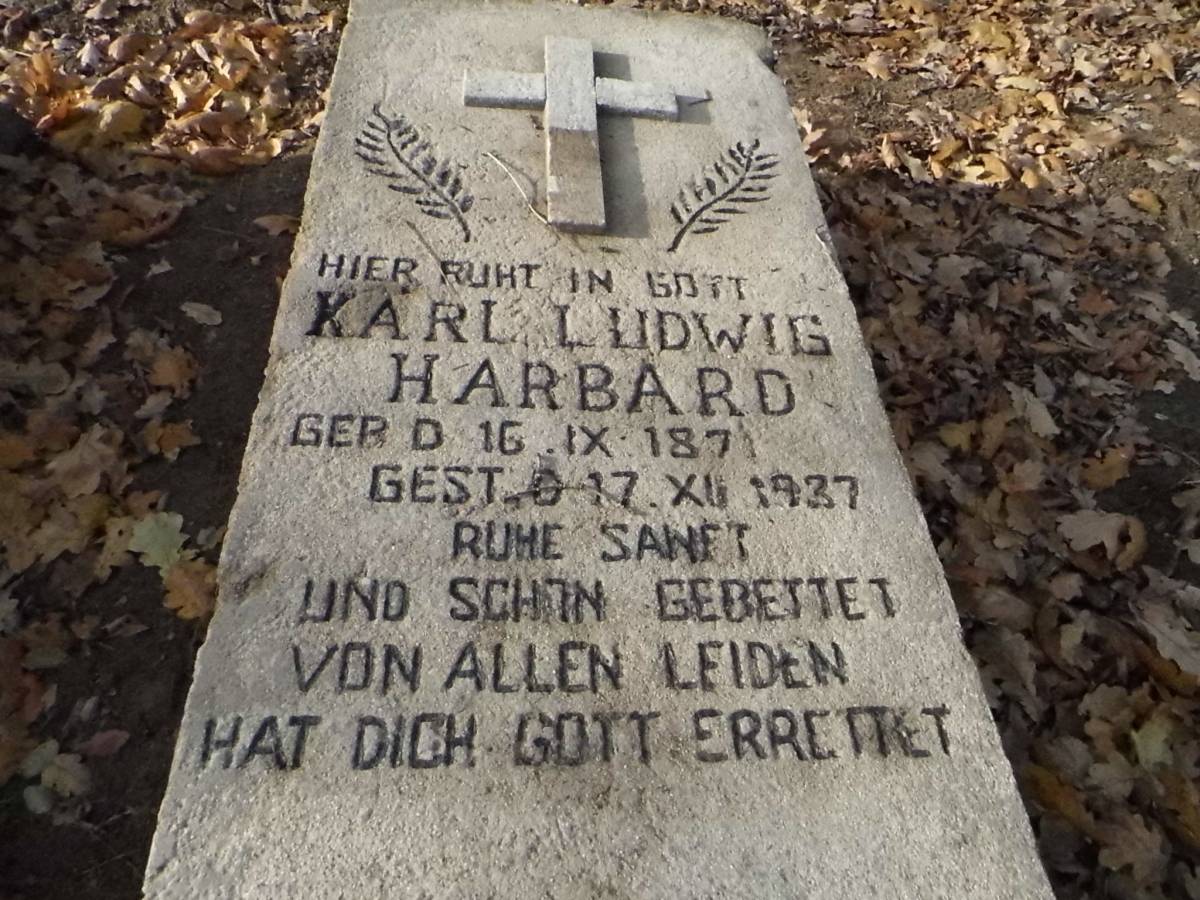 HIER RUHT IN GOTT
KARL LUDWIG
HARBARD
GEB D 16. IX 1871
GEST. D 17. XII 1937
RUHE SANFT
UND SCHÖN GEBETTET
VON ALLEN LEIDEN
HAT DICH GOTT ERRETTET